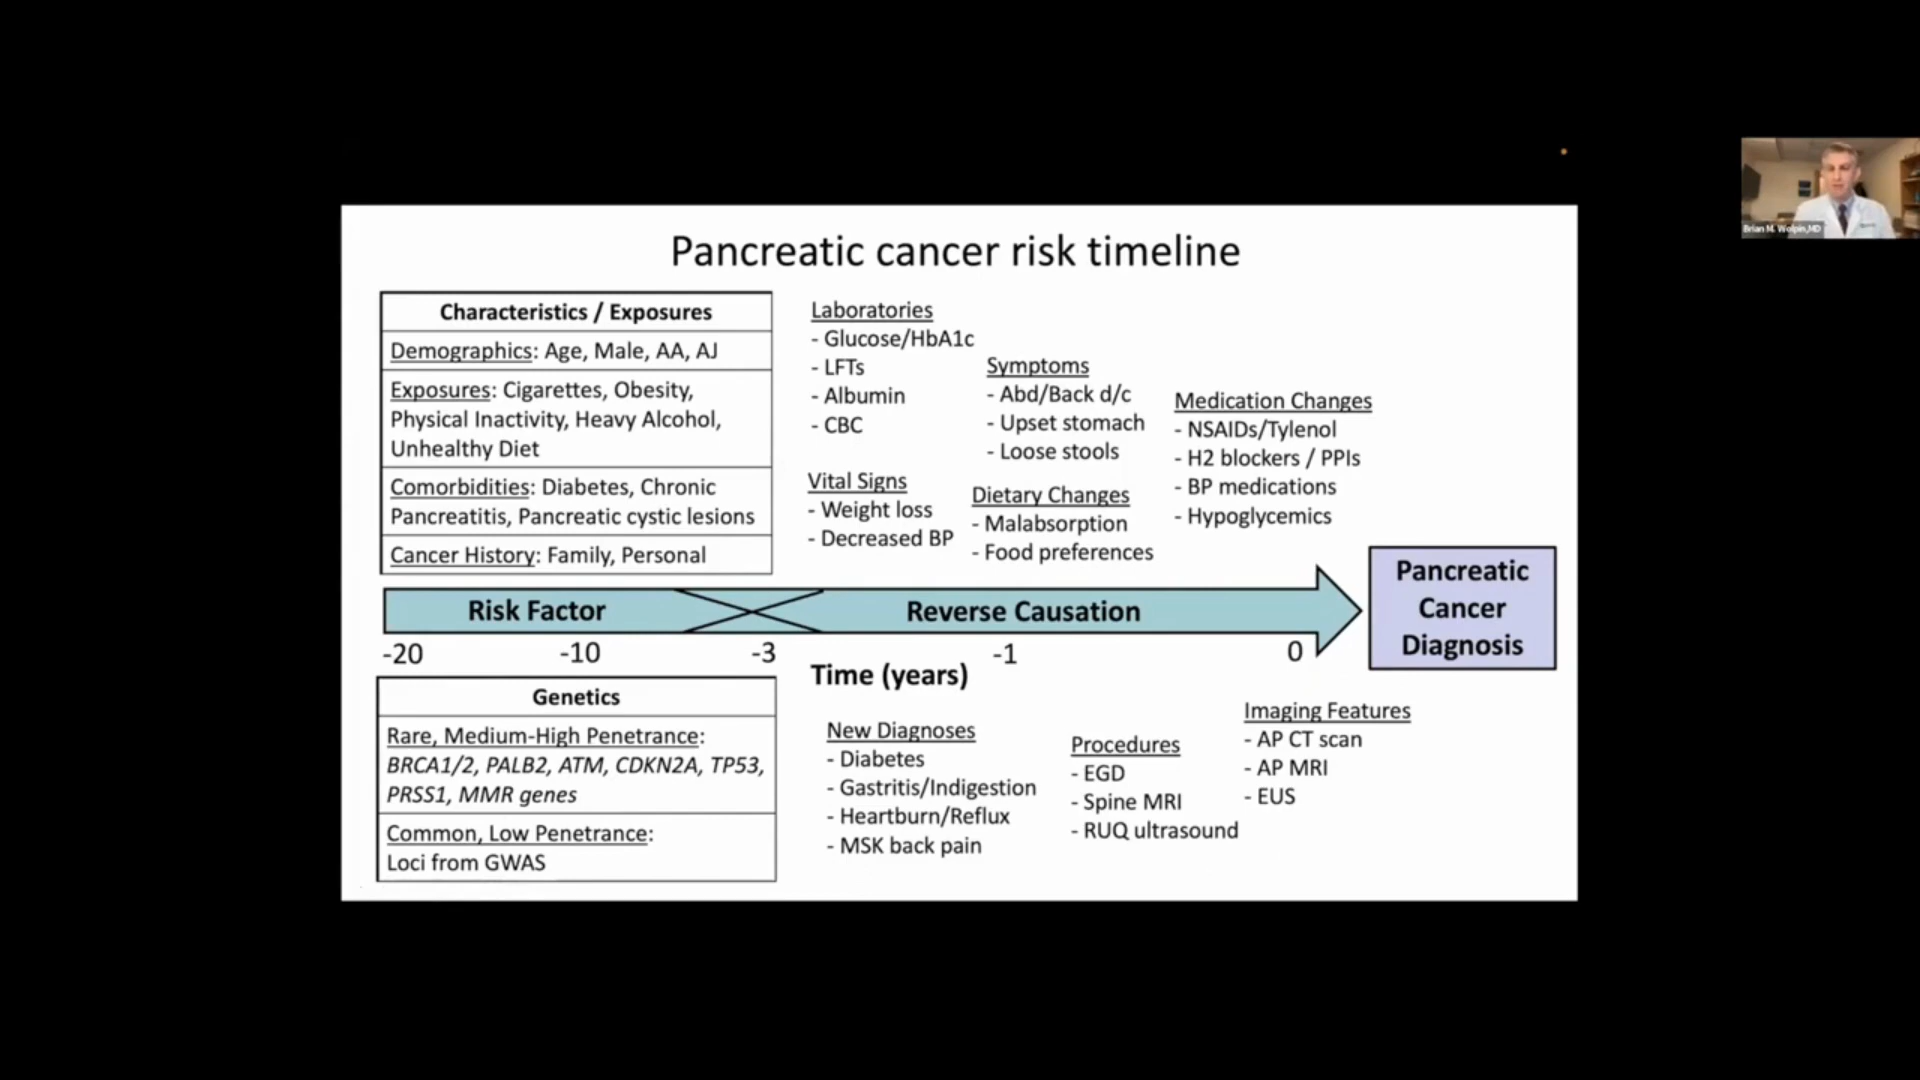 Pancreatic cancer risk timeline
Characteristics / Exposures
Demographics: Age, Male, AA, AJ
Exposures: Cigarettes, Obesity,
Physical Inactivity, Heavy Alcohol,
Unhealthy Diet
Comorbidities: Diabetes, Chronic
Pancreatitis, Pancreatic cystic lesions
Cancer History: Family, Personal
Laboratories
- Glucose/HbA1c
- LFTs
- Albumin
- CBC
Vital Signs
- Weight loss
- Decreased BP
Symptoms
- Abd/Back d/c
- Upset stomach
- Loose stools
Dietary Changes
- Malabsorption
- Food preferences
Medication Changes
- NSAIDs/Tylenol
- H2 blockers / PPIs
- BP medications
- Hypoglycemics
Risk Factor
Reverse Causation
Pancreatic
Cancer
Diagnosis
-20 -10 -3 -1 0
Time (years)
Genetics
Rare, Medium-High Penetrance:
BRCA1/2, PALB2, ATM, CDKN2A, TP53,
PRSS1, MMR genes
Common, Low Penetrance:
Loci from GWAS
New Diagnoses
- Diabetes
- Gastritis/Indigestion
- Heartburn/Reflux
- MSK back pain
Procedures
- EGD
- Spine MRI
- RUQ ultrasound
Imaging Features
- AP CT scan
- AP MRI
- EUS
Brian M. Wolpin,MD